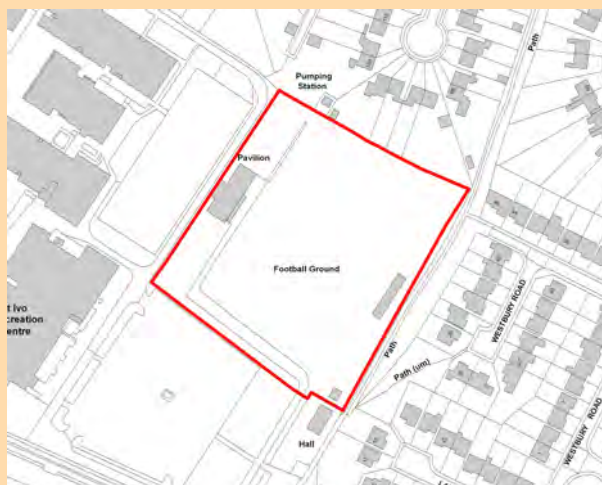 Path
Pumping
Station
Pavilion
Football Ground
t Ivo
creation
entre
Path
Path (um)
WESTBURY ROAD
WESTBURY ROAD
Hall